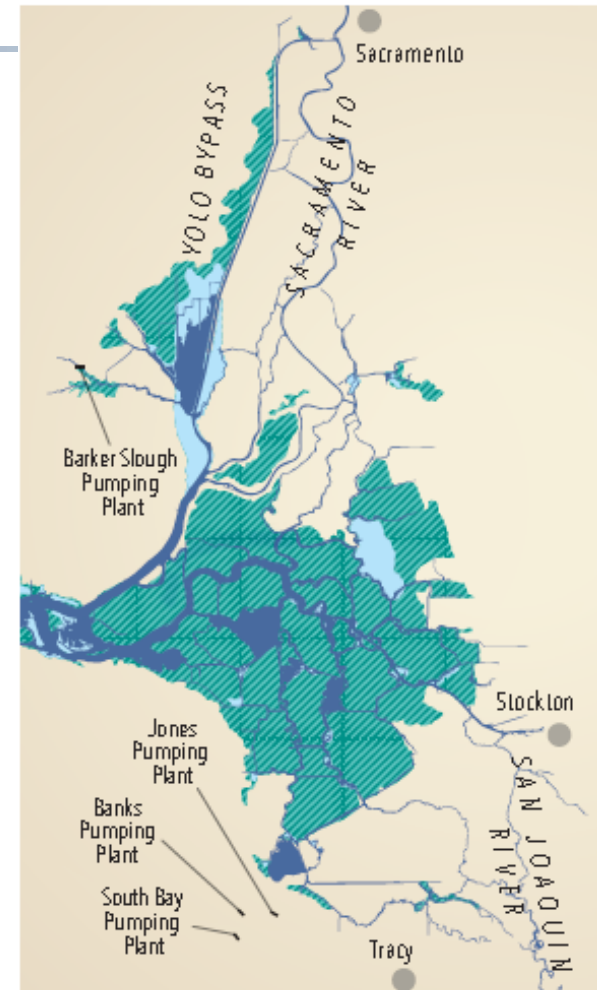 Sacramento
YOLO BYPASS
SACRAMENTO
RIVER
Barker Slough
Pumping
Plant
Stockton
Jones
Pumping
Plant
Banks
Pumping
Plant
SAN JOAQUIN
RIVER
South Bay
Pumping
Plant
Tracy